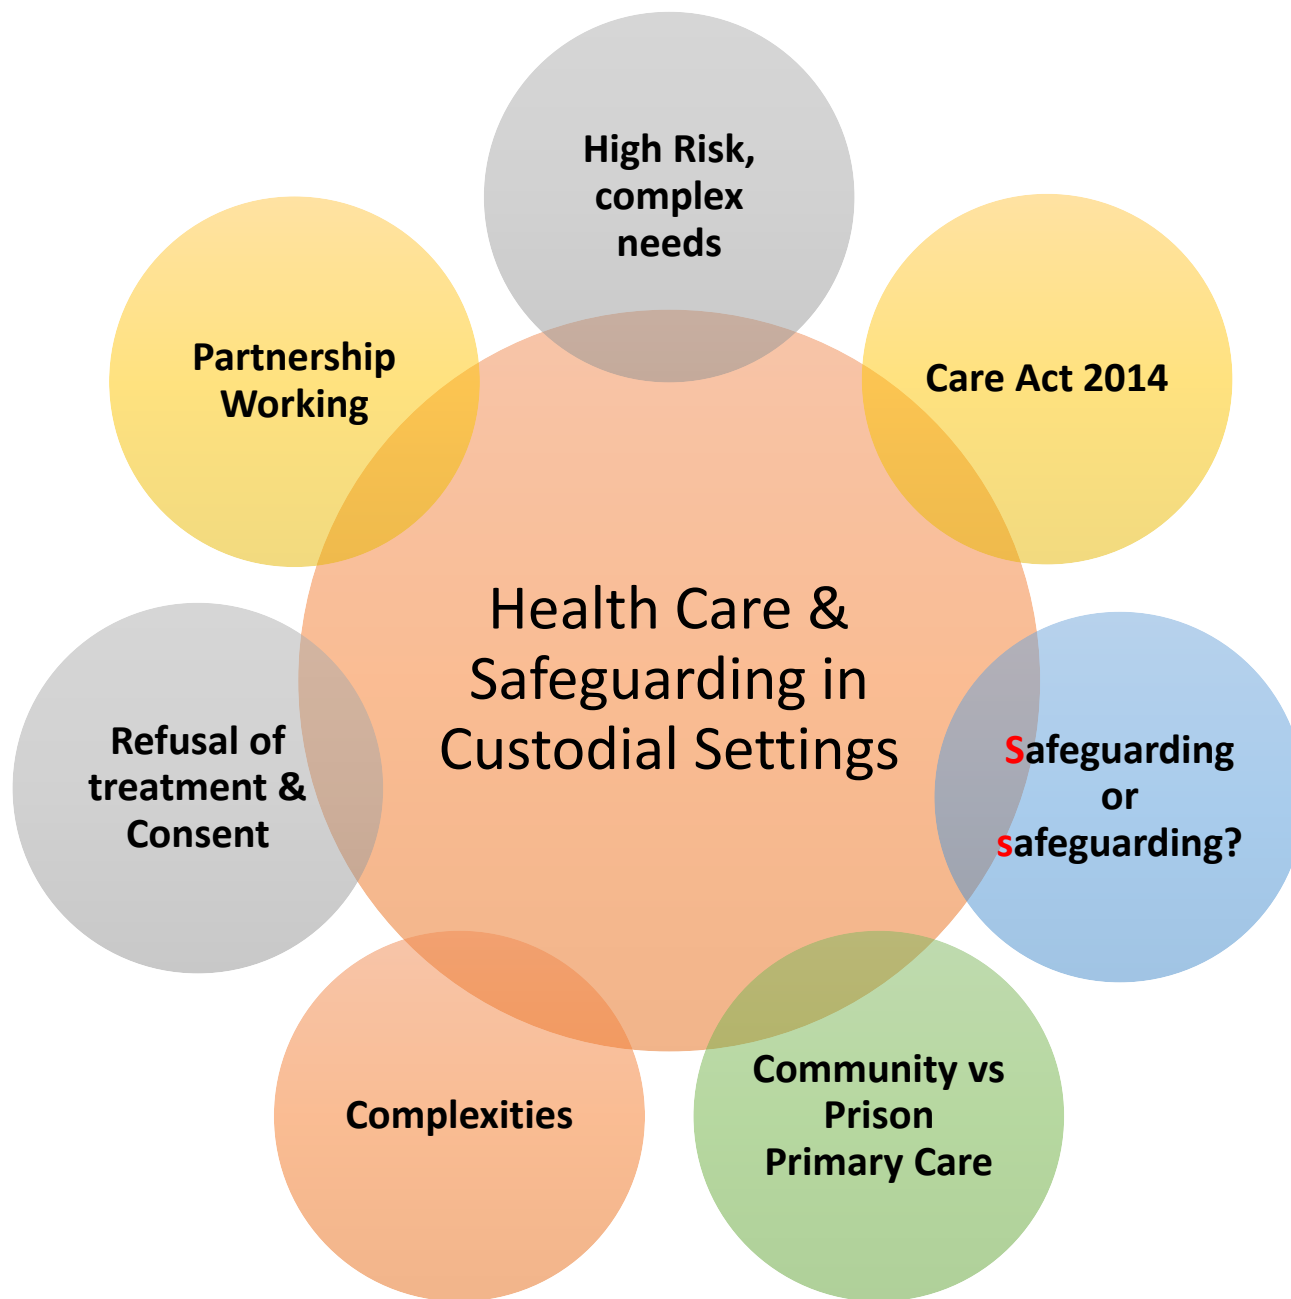 High Risk,
complex
needs
Partnership
Working
Care Act 2014
Health Care &
Safeguarding in
Custodial Settings
Refusal of
treatment &
Consent
Safeguarding
or
safeguarding?
Complexities
Community vs
Prison
Primary Care